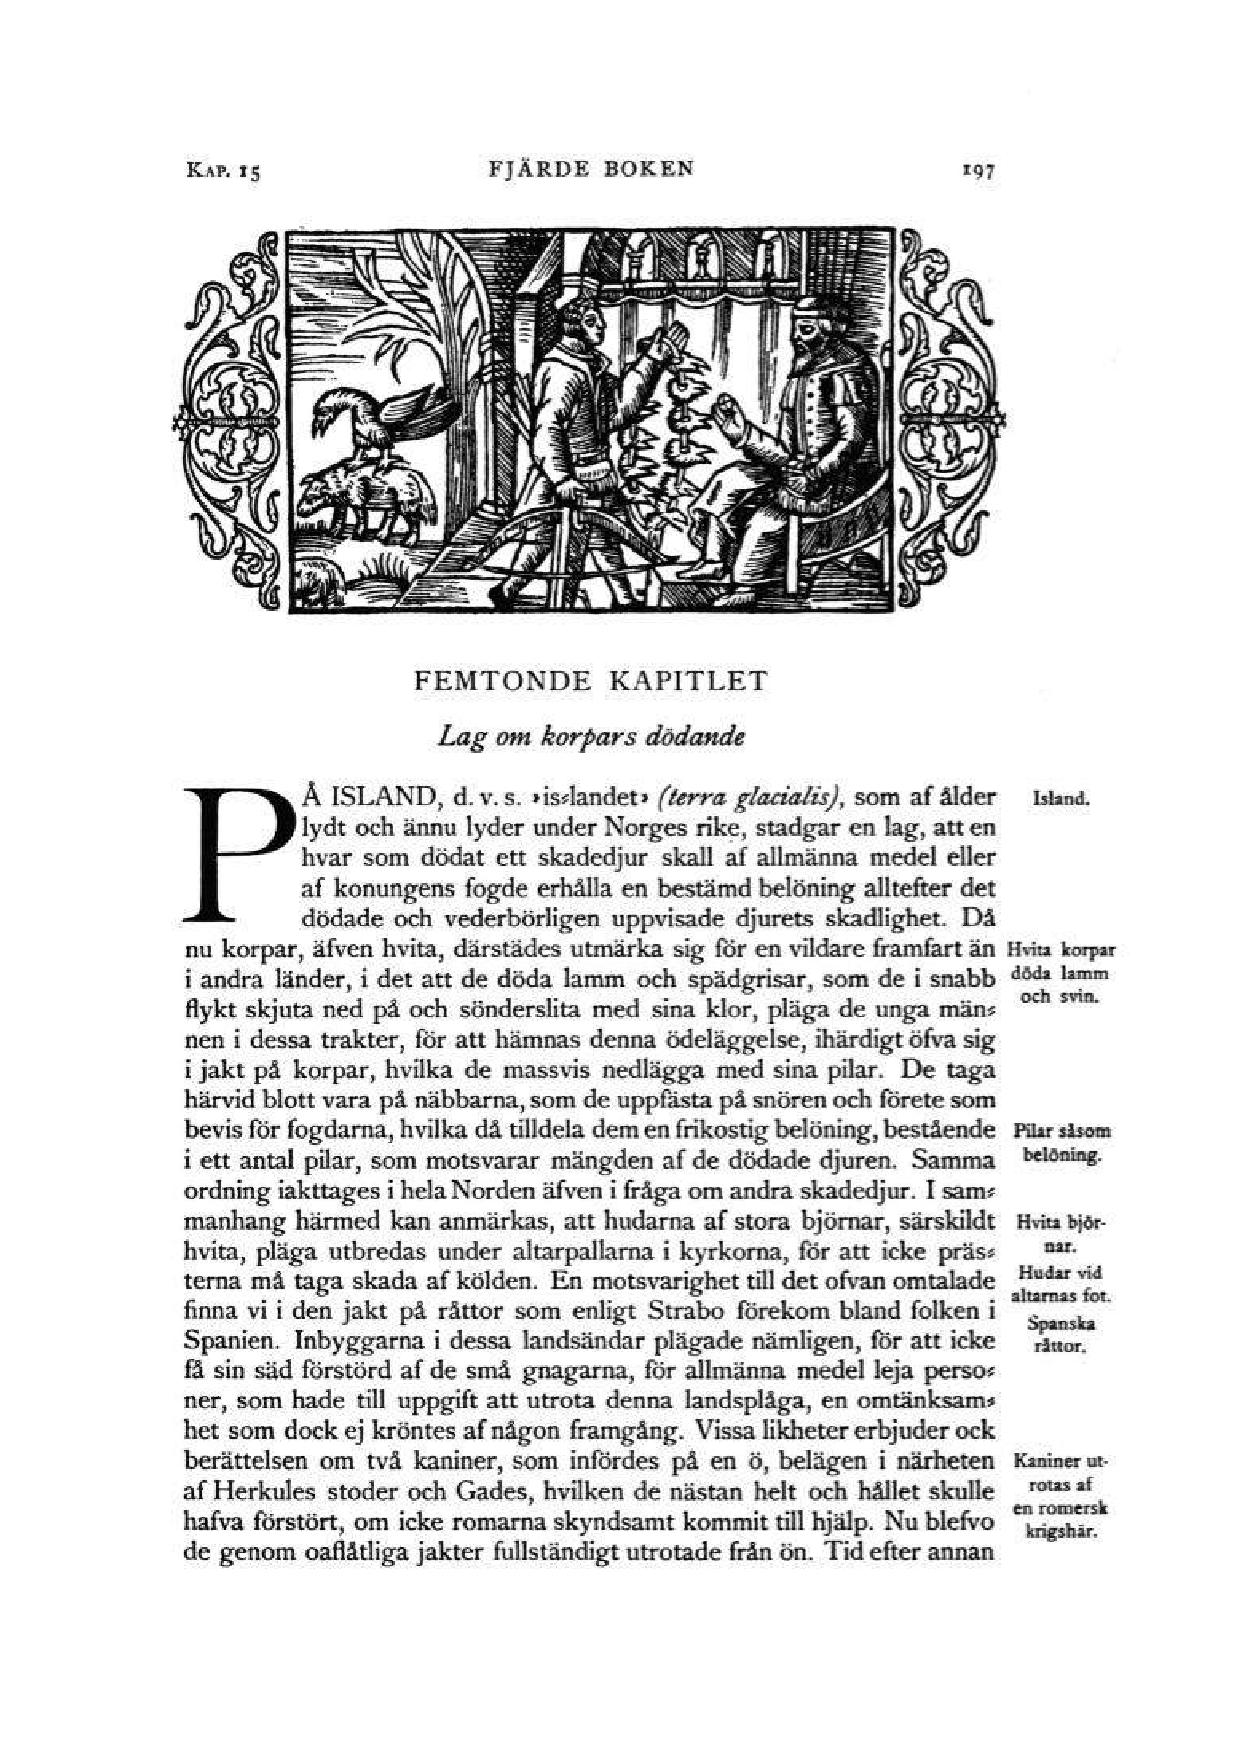 KAP. 15 FJÄRDE BOKEN 197
FEMTONDE KAPITLET
Lag om korpars dödande
PÅ ISLAND, d. v. s. »is-landet» (terra glacialis), som af ålder
lydt och ännu lyder under Norges rike, stadgar en lag, att en
hvar som dödat ett skadedjur skall af allmänna medel eller
af konungens fogde erhålla en bestämd belöning alltefter det
dödade och vederbörligen uppvisade djurets skadlighet. Då
nu korpar, äfven hvita, därstädes utmärka sig för en vildare framfart än
i andra länder, i det att de döda lamm och spädgrisar, som de i snabb
flykt skjuta ned på och sönderslita med sina klor, pläga de unga män-
nen i dessa trakter, för att hämnas denna ödeläggelse, ihärdigt öfva sig
i jakt på korpar, hvilka de massvis nedlägga med sina pilar. De taga
härvid blott vara på näbbarna, som de uppfästa på snören och förete som
bevis för fogdarna, hvilka då tilldela dem en frikostig belöning, bestående
i ett antal pilar, som motsvarar mängden af de dödade djuren. Samma
ordning iakttages i hela Norden äfven i fråga om andra skadedjur. I sam-
manhang härmed kan anmärkas, att hudarna af stora björnar, särskildt
hvita, pläga utbredas under altarpallarna i kyrkorna, för att icke präs-
terna må taga skada af kölden. En motsvarighet till det ofvan omtalade
finna vi i den jakt på råttor som enligt Strabo förekom bland folken i
Spanien. Inbyggarna i dessa landsändar plägade nämligen, för att icke
få sin säd förstörd af de små gnagarna, för allmänna medel leja perso-
ner, som hade till uppgift att utrota denna landsplåga, en omtänksam-
het som dock ej kröntes af någon framgång. Vissa likheter erbjuder ock
berättelsen om två kaniner, som infördes på en ö, belägen i närheten
af Herkules stoder och Gades, hvilken de nästan helt och hållet skulle
hafva förstört, om icke romarna skyndsamt kommit till hjälp. Nu blefvo
de genom oaflåtliga jakter fullständigt utrotade från ön. Tid efter annan
Island.
Hvita korpar
döda lamm
och svin.
Pilar såsom
belöning.
Hvita björ-
nar.
Hudar vid
altarnas fot.
Spanska
råttor.
Kaniner ut-
rotas af
en romersk
krigshär.